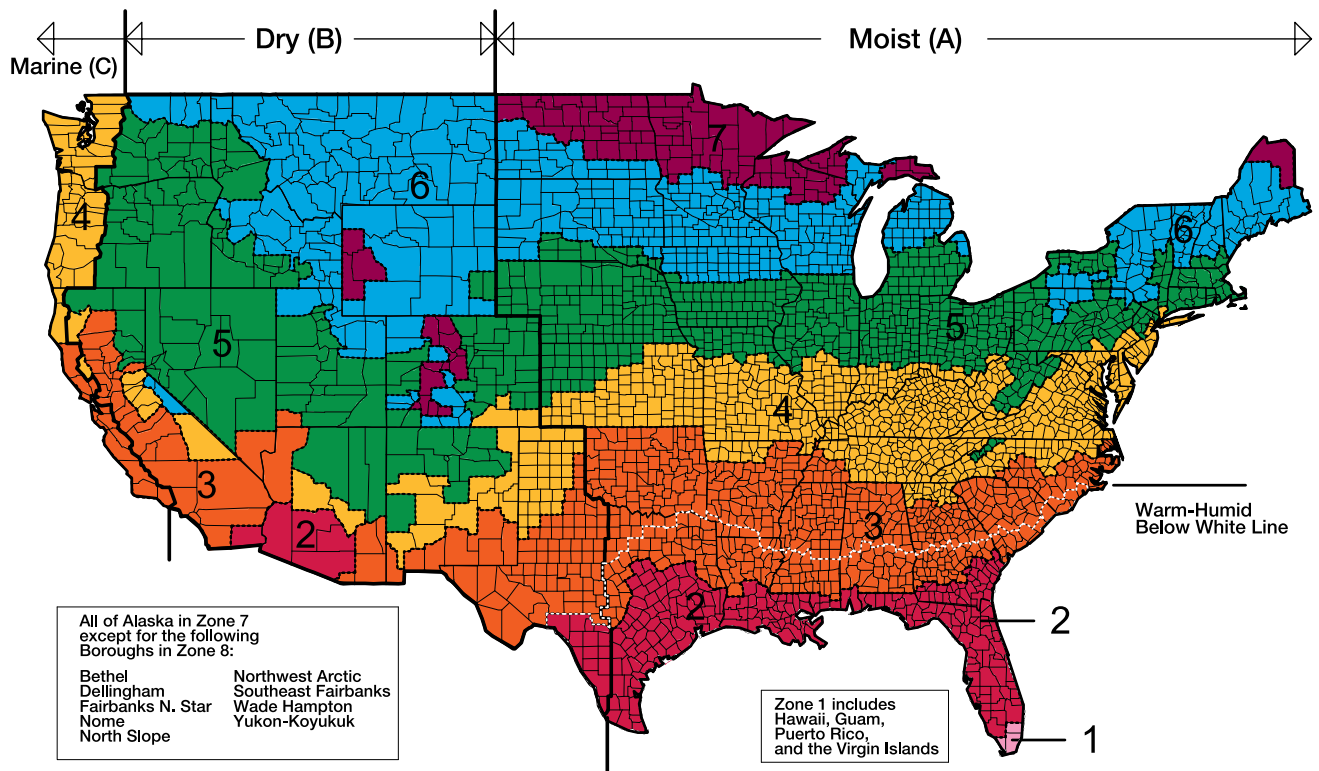 Marine (C)
Dry (B)
Moist (A)
7
6
4
6
5
5
4
3
2
3
Warm-Humid
Below White Line
2
2
1
All of Alaska in Zone 7
except for the following
Boroughs in Zone 8:
Bethel
Dellingham
Fairbanks N. Star
Nome
North Slope
Northwest Arctic
Southeast Fairbanks
Wade Hampton
Yukon-Koyukuk
Zone 1 includes
Hawaii, Guam,
Puerto Rico,
and the Virgin Islands